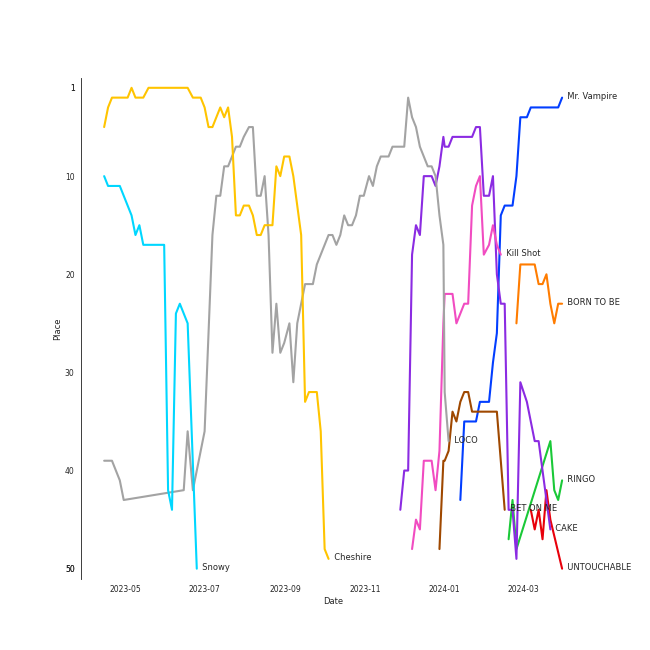 1
Mr. Vampire
10
Kill Shot
20
BORN TO BE
Place
30
LOCO
40
RINGO
BET ON ME
CAKE
Cheshire
50
Snowy
UNTOUCHABLE
2023-05
2023-07
2023-09
2023-11
2024-01
2024-03
Date